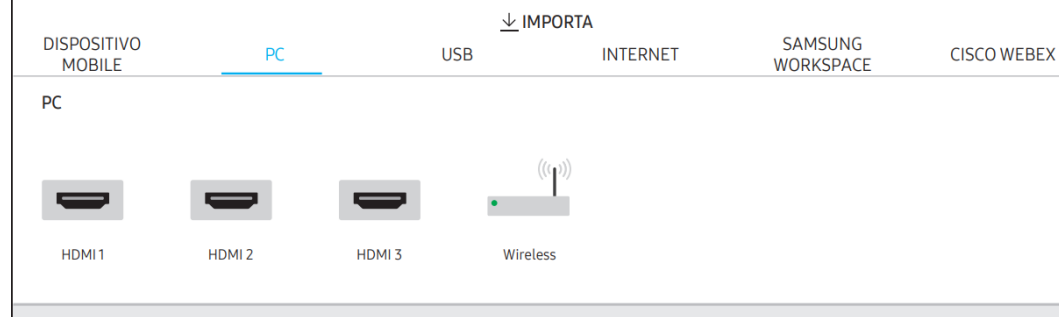 IMPORTA
DISPOSITIVO MOBILE
PC
USB
INTERNET
SAMSUNG WORKSPACE
CISCO WEBEX
PC
HDMI 1
HDMI 2
HDMI 3
Wireless